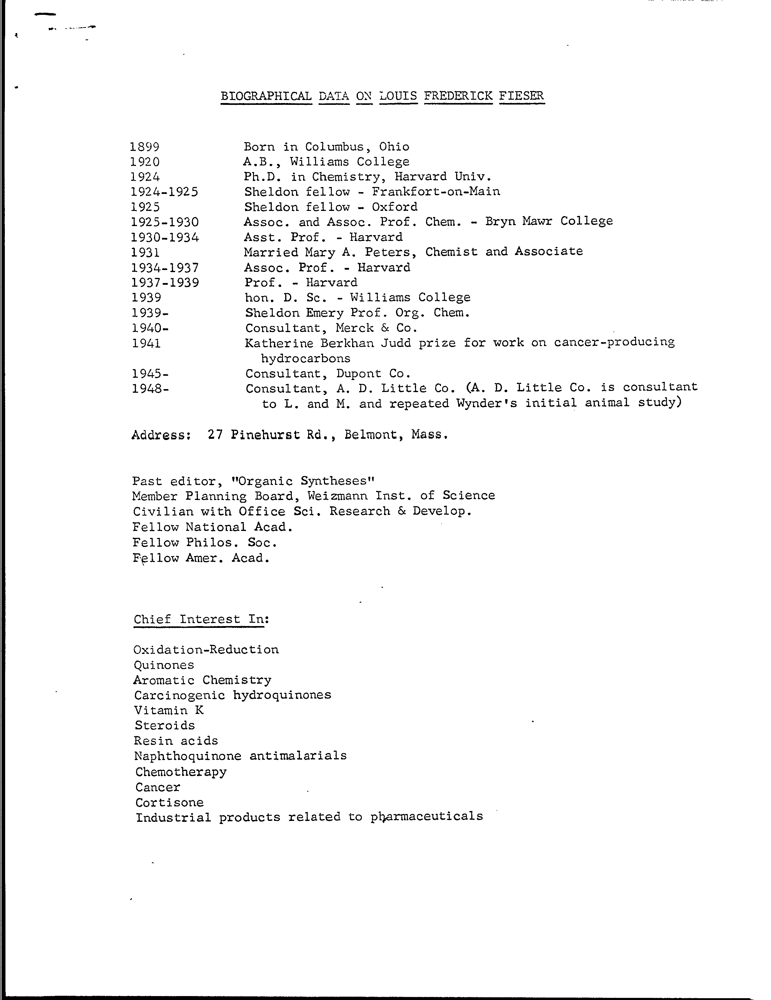 BIOGRAPHICAL DATA ON LOUIS FREDERICK FIESER
1899 Born in Columbus, Ohio
1920 A.B., Williams College
1924 Ph.D. in Chemistry, Harvard Univ.
1924-1925 Sheldon fellow - Frankfort-on-Main
1925 Sheldon fellow - Oxford
1925-1930 Assoc. and Assoc. Prof. Chem. - Bryn Mawr College
1930-1934 Asst. Prof. - Harvard
1931 Married Mary A. Peters, Chemist and Associate
1934-1937 Assoc. Prof. - Harvard
1937-1939 Prof. - Harvard
1939 hon. D. Sc. - Williams College
1939- Sheldon Emery Prof. Org. Chem.
1940- Consultant, Merck & Co.
1941 Katherine Berkhan Judd prize for work on cancer-producing
hydrocarbons
1945- Consultant, Dupont Co.
1948- Consultant, A. D. Little Co. (A. D. Little Co. is consultant
to L. and M. and repeated Wynder's initial animal study)
Address: 27 Pinehurst Rd., Belmont, Mass.
Past editor, "Organic Syntheses"
Member Planning Board, Weizmann Inst. of Science
Civilian with Office Sci. Research & Develop.
Fellow National Acad.
Fellow Philos. Soc.
Fellow Amer. Acad.
Chief Interest In:
Oxidation-Reduction
Quinones
Aromatic Chemistry
Carcinogenic hydroquinones
Vitamin K
Steroids
Resin acids
Naphthoquinone antimalarials
Chemotherapy
Cancer
Cortisone
Industrial products related to pharmaceuticals